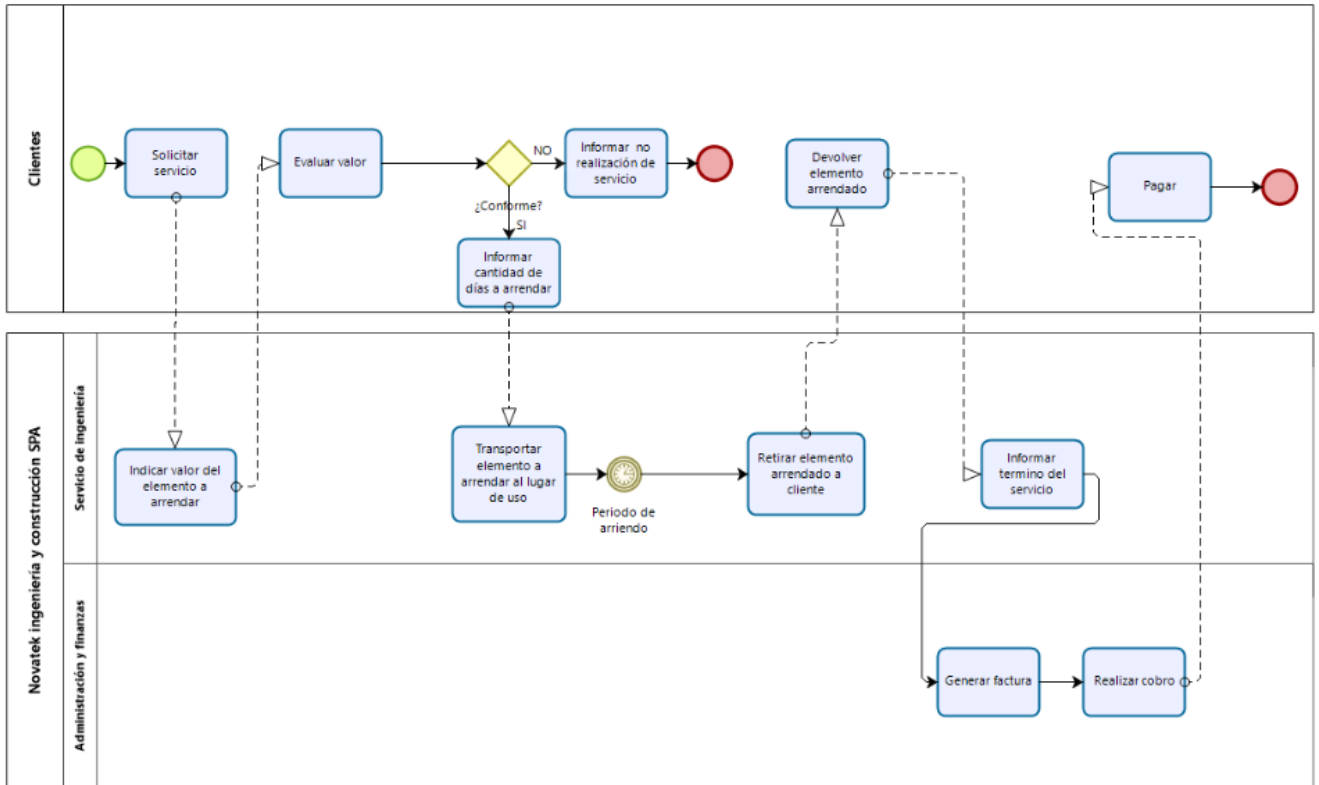 Clientes
Solicitar
servicio
Evaluar valor
NO
¿Conforme?
SI
Informar no
realización de
servicio
Informar
cantidad de
días a arrendar
Devolver
elemento
arrendado
Pagar
Novatek ingeniería y construcción SPA
Servicio de ingeniería
Indicar valor del
elemento a
arrendar
Transportar
elemento a
arrendar al lugar
de uso
Periodo de
arriendo
Retirar elemento
arrendado a
cliente
Informar
termino del
servicio
Administración y finanzas
Generar factura
Realizar cobro